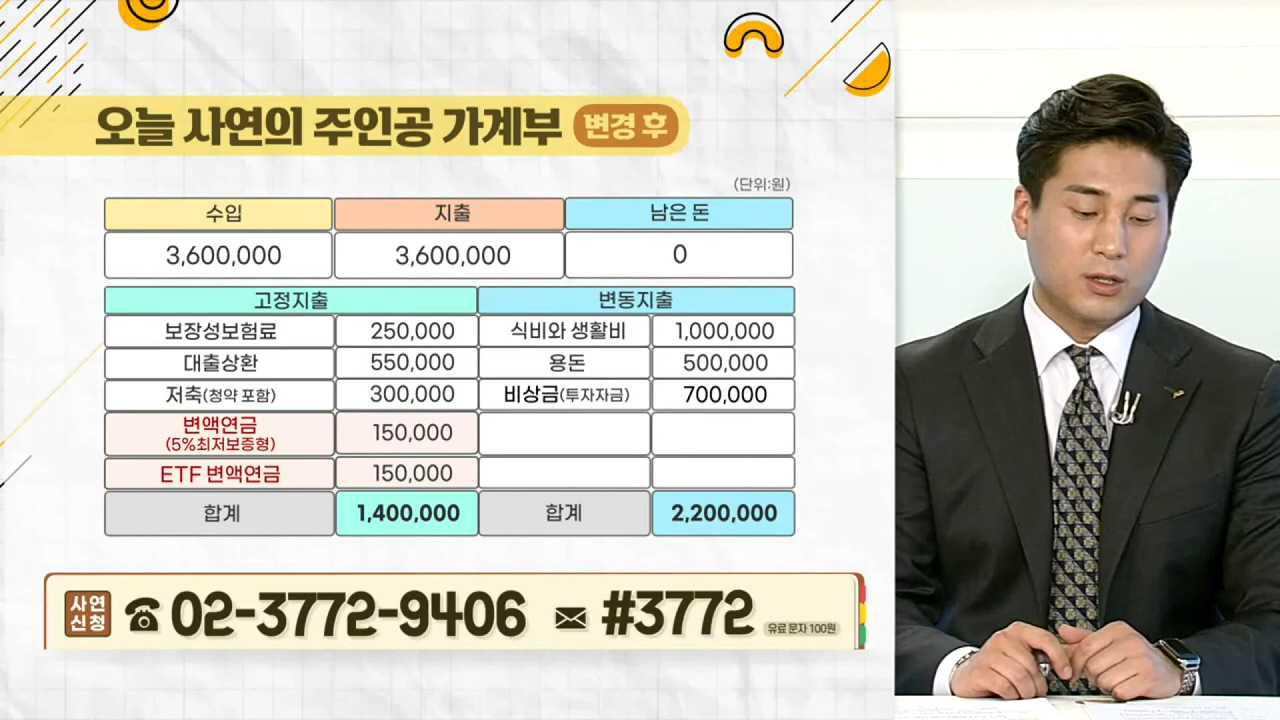 오늘 사연의 주인공 가계부 변경 후
(단위:원)
수입 지출 남은 돈
3,600,000 3,600,000 0
고정지출 변동지출
보장성보험료 250,000 식비와 생활비 1,000,000
대출상환 550,000 용돈 500,000
저축(청약 포함) 300,000 비상금(투자자금) 700,000
변액연금
(5%최저보증형) 150,000
ETF 변액연금 150,000
합계 1,400,000 합계 2,200,000
사연
신청 02-3772-9406 #3772 유료 문자 100원